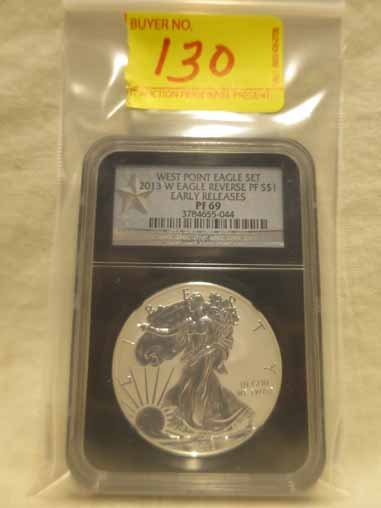 BUYER NO.
130
WEST POINT EAGLE SET
2013 W EAGLE REVERSE PF S$1
EARLY RELEASES
PF 69
3784655-044
LIBERTY
IN GOD
WE TRUST